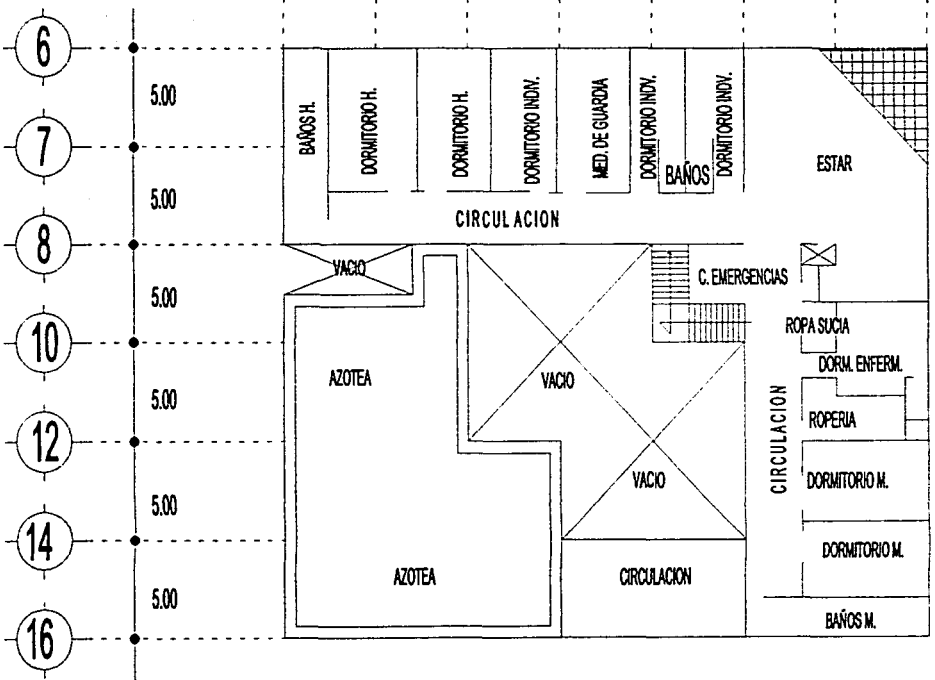 6
5.00
7
5.00
8
5.00
10
5.00
12
5.00
14
5.00
16
BAÑOS H.
DORMITORIO H.
DORMITORIO H.
DORMITORIO INDIV.
MED. DE GUARDIA
DORMITORIO INDV.
BAÑOS
DORMITORIO INDV.
ESTAR
CIRCULACION
VACIO
C. EMERGENCIAS
ROPA SUCIA
DORM. ENFERM.
AZOTEA
VACIO
CIRCULACION
ROPERIA
VACIO
DORMITORIO M.
DORMITORIO M.
AZOTEA
CIRCULACION
BAÑOS M.